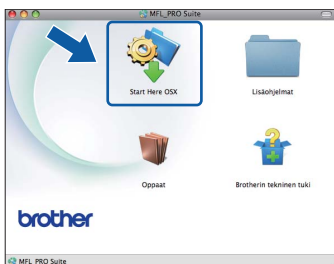 MFL_PRO Suite
Start Here OSX
Lisäohjelmat
Oppaat
Brotherin tekninen tuki
brother
MFL_PRO Suite